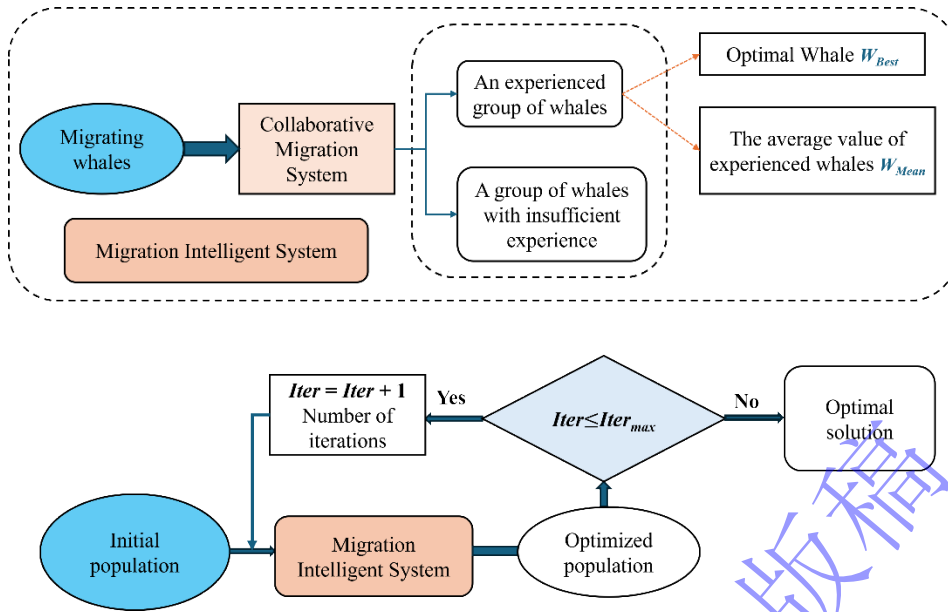 Migrating
whales
Collaborative
Migration
System
Migration Intelligent System
An experienced
group of whales
A group of whales
with insufficient
experience
Optimal Whale W_Best
The average value of
experienced whales W_Mean
Iter = Iter + 1
Number of
iterations
Yes
Iter≤Iter_max
No
Optimal
solution
Initial
population
Migration
Intelligent System
Optimized
population
版稿